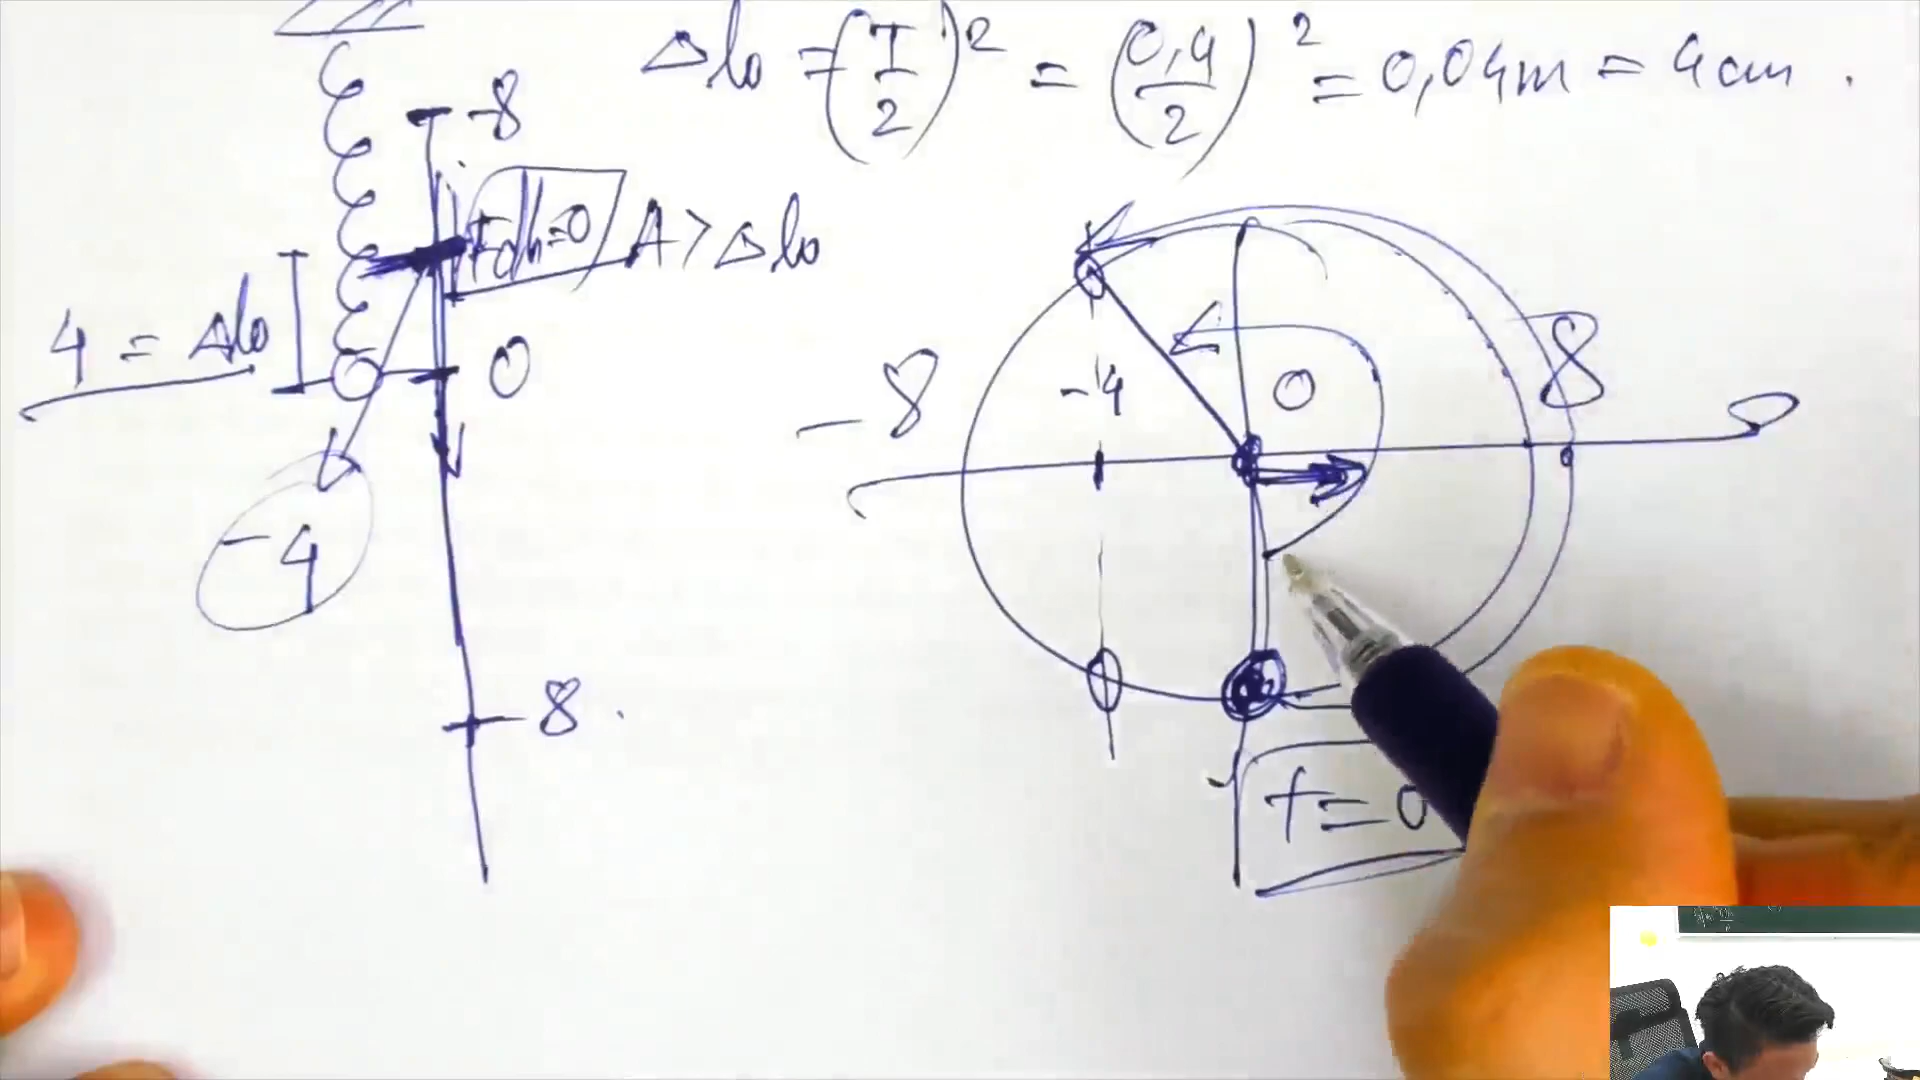 Δl₀ = (T/2)² = (0,4/2)² = 0,04m = 4cm .
-8
Fđh=0
A > Δl₀
4 = Δl₀
0
-4
8 .
-8
-4
0
8
t=0